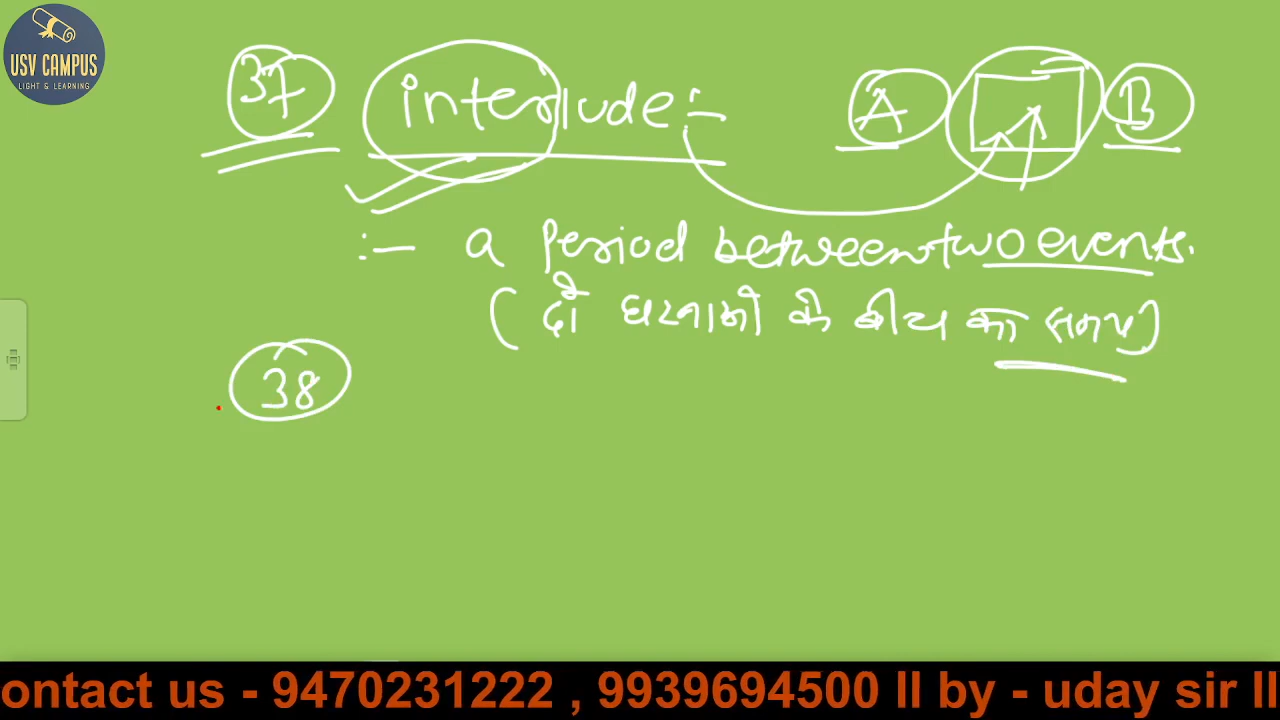 USV CAMPUS
LIGHT & LEARNING
37 interlude :- A B
:- a period between two events.
(दो घटनाओं के बीच का समय)
38
ontact us - 9470231222 , 9939694500 ll by - uday sir ll